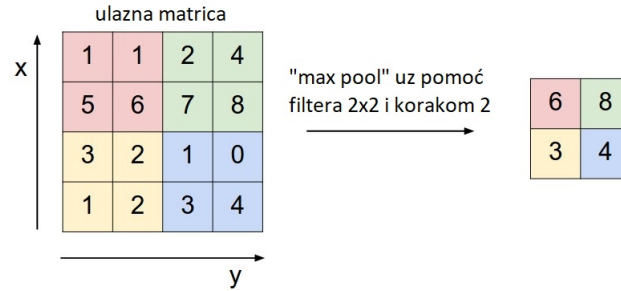 ulazna matrica
x
1 1 2 4
5 6 7 8
3 2 1 0
1 2 3 4
y
"max pool" uz pomoć
filtera 2x2 i korakom 2
6 8
3 4